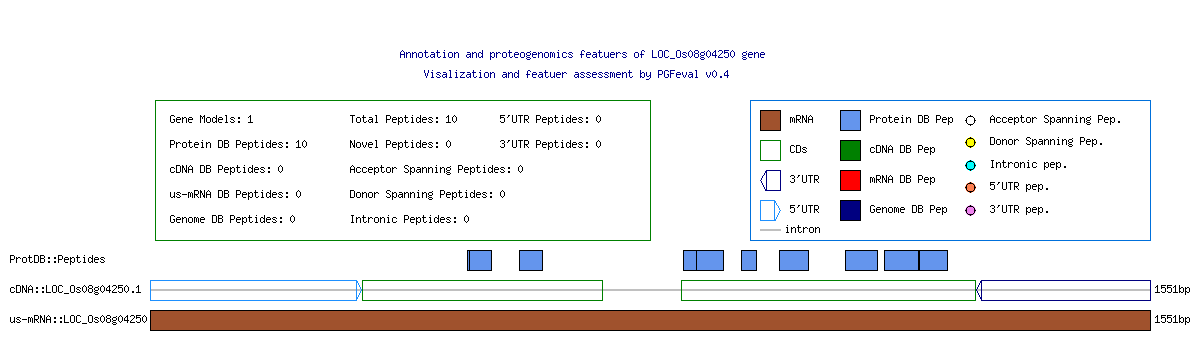 Annotation and proteogenomics featuers of LOC_Os08g04250 gene
Visalization and featuer assessment by PGFeval v0.4
Gene Models: 1
Total Peptides: 10
5'UTR Peptides: 0
Protein DB Peptides: 10
Novel Peptides: 0
3'UTR Peptides: 0
cDNA DB Peptides: 0
Acceptor Spanning Peptides: 0
us-mRNA DB Peptides: 0
Donor Spanning Peptides: 0
Genome DB Peptides: 0
Intronic Peptides: 0
mRNA
Protein DB Pep
Acceptor Spanning Pep.
CDs
cDNA DB Pep
Donor Spanning Pep.
3'UTR
mRNA DB Pep
Intronic pep.
5'UTR
Genome DB Pep
5'UTR pep.
intron
3'UTR pep.
ProtDB::Peptides
cDNA::LOC_Os08g04250.1
1551bp
us-mRNA::LOC_Os08g04250
1551bp